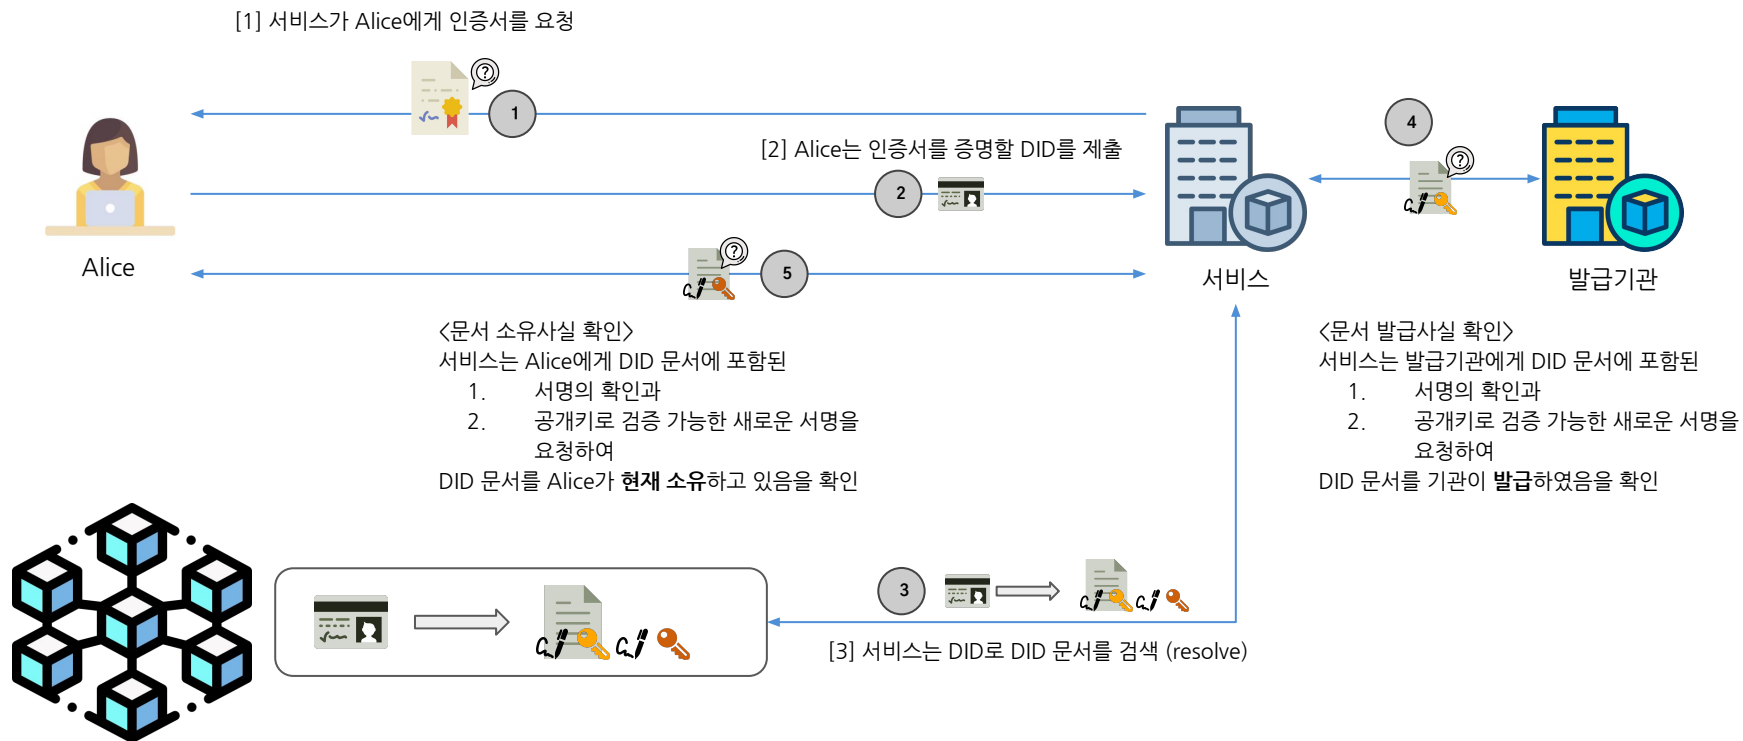 [1] 서비스가 Alice에게 인증서를 요청
?
1
4
[2] Alice는 인증서를 증명할 DID를 제출
?
2
Alice
?
5
서비스
발급기관
<문서 소유사실 확인>
서비스는 Alice에게 DID 문서에 포함된
1. 서명의 확인과
2. 공개키로 검증 가능한 새로운 서명을
요청하여
DID 문서를 Alice가 현재 소유하고 있음을 확인
<문서 발급사실 확인>
서비스는 발급기관에게 DID 문서에 포함된
1. 서명의 확인과
2. 공개키로 검증 가능한 새로운 서명을
요청하여
DID 문서를 기관이 발급하였음을 확인
3
[3] 서비스는 DID로 DID 문서를 검색 (resolve)